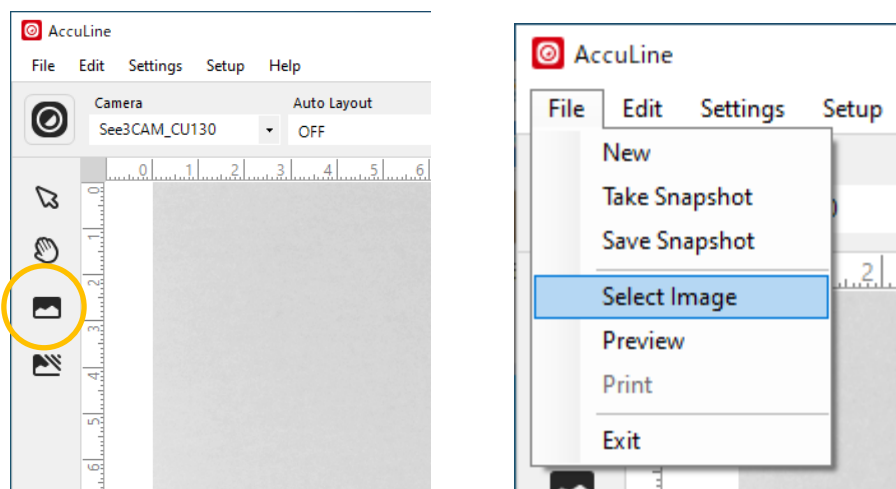 AccuLine
File Edit Settings Setup Help
Camera Auto Layout
See3CAM_CU130 OFF
0 1 2 3 4 5 6
0
1
2
3
4
5
6
AccuLine
File Edit Settings Setup
New
Take Snapshot
Save Snapshot
2
Select Image
Preview
Print
Exit